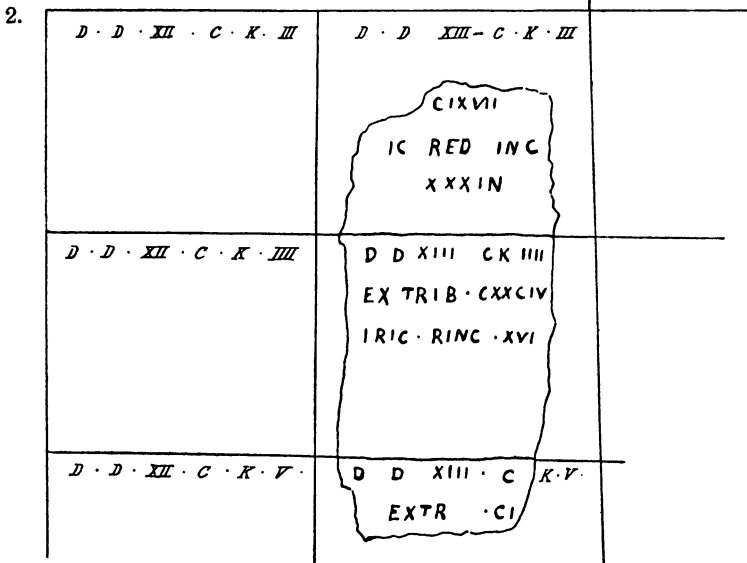 2.
D · D · XII · C · K · III
D · D XIII - C · K · III
CIXVII
IC RED INC
XXXIN
D · D · XII · C · K · IIII
D D XIII CK IIII
EX TRIB · CXXCIV
IRIC · RINC · XVI
D · D · XII · C · K · V ·
D D XIII · C K · V ·
EXTR · CI